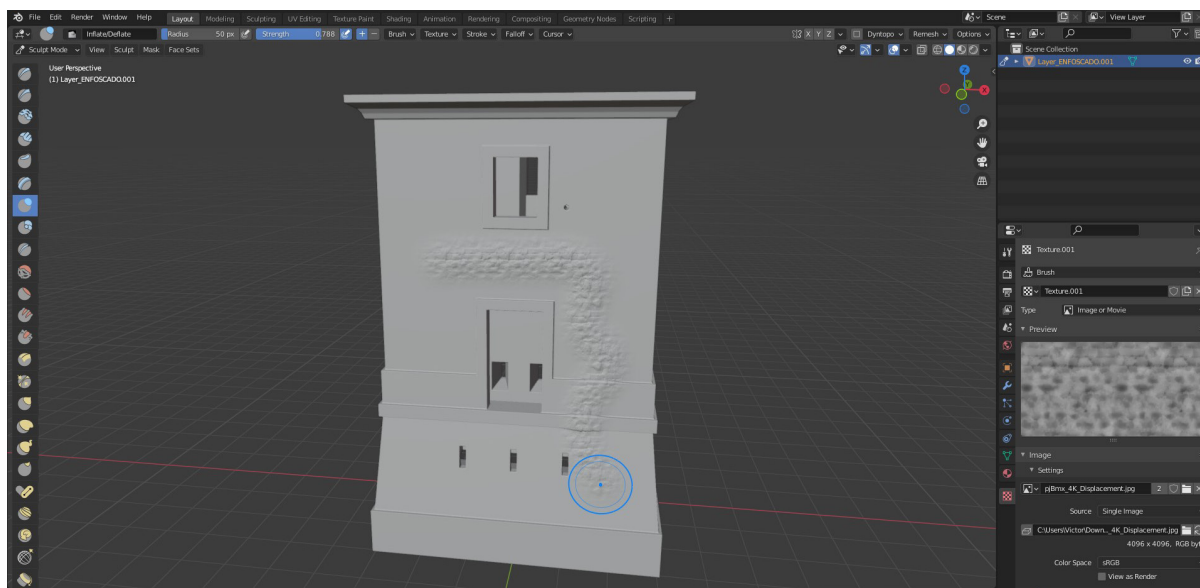 File Edit Render Window Help Layout Modeling Sculpting UV Editing Texture Paint Shading Animation Rendering Compositing Geometry Nodes Scripting + Scene View Layer
Inflate/Deflate Radius 50 px Strength 0.788 Brush Texture Stroke Falloff Cursor X Y Z Dyntopo Remesh Options
Sculpt Mode View Sculpt Mask Face Sets
Scene Collection
Layer_ENFOSCADO.001
User Perspective
(1) Layer_ENFOSCADO.001
Z
X
Texture.001
Brush
Texture.001
Type Image or Movie
Preview
Image
Settings
pjBmx_4K_Displacement.jpg 2
Source Single Image
C:\Users\Victor\Down..._4K_Displacement.jpg
4096 x 4096, RGB byt
Color Space sRGB
View as Render